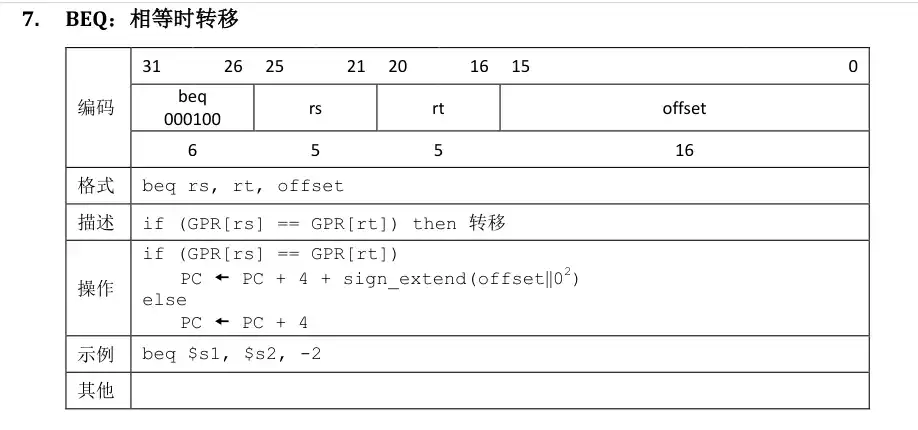 7. BEQ：相等时转移
编码
31 26 25 21 20 16 15 0
beq
000100
rs rt offset
6 5 5 16
格式 beq rs, rt, offset
描述 if (GPR[rs] == GPR[rt]) then 转移
操作
if (GPR[rs] == GPR[rt])
PC ← PC + 4 + sign_extend(offset‖0²)
else
PC ← PC + 4
示例 beq $s1, $s2, -2
其他